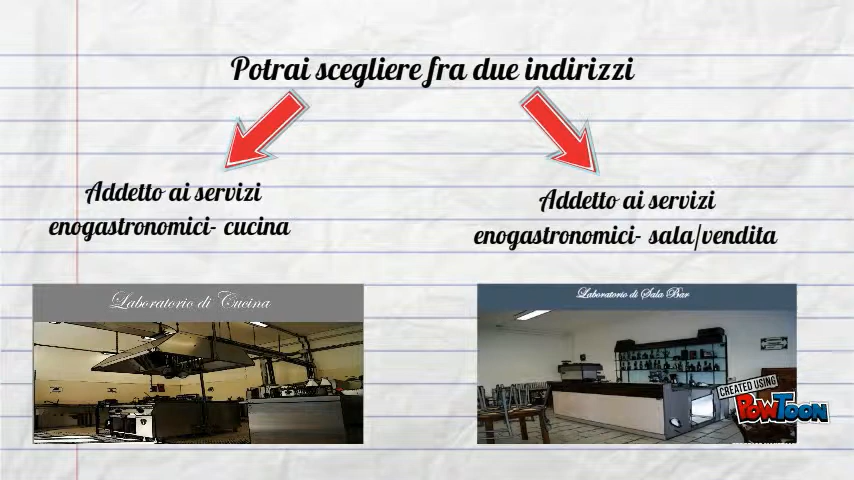 Potrai scegliere fra due indirizzi
Addetto ai servizi
enogastronomici- cucina
Addetto ai servizi
enogastronomici- sala/vendita
Laboratorio di Cucina
Laboratorio di Sala Bar
CREATED USING
POWTOON